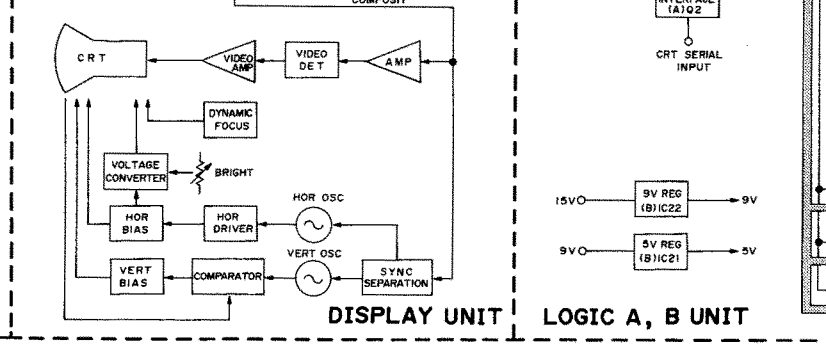 COMPOSIT
INTERFACE
(A)Q2
CRT
VIDEO
AMP
VIDEO
DET
AMP
CRT SERIAL
INPUT
DYNAMIC
FOCUS
VOLTAGE
CONVERTER
BRIGHT
HOR OSC
15V
9V REG
(B)IC22
9V
HOR
BIAS
HOR
DRIVER
VERT OSC
9V
5V REG
(B)IC21
5V
VERT
BIAS
COMPARATOR
SYNC
SEPARATION
DISPLAY UNIT
LOGIC A, B UNIT